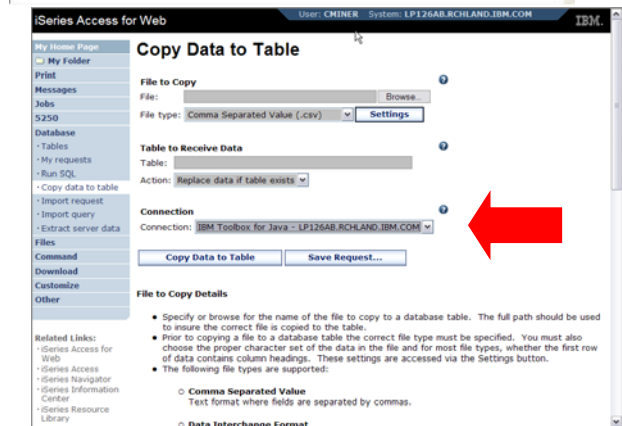 iSeries Access for Web
User: CMINER System: LP126AB.RCHLAND.IBM.COM
IBM.
My Home Page
My Folder
Print
Messages
Jobs
5250
Database
· Tables
· My requests
· Run SQL
· Copy data to table
· Import request
· Import query
· Extract server data
Files
Command
Download
Customize
Other
Related Links:
· iSeries Access for
Web
· iSeries Access
· iSeries Navigator
· iSeries Information
Center
· iSeries Resource
Library
Copy Data to Table
File to Copy
File: Browse...
File type: Comma Separated Value (.csv) Settings
Table to Receive Data
Table:
Action: Replace data if table exists
Connection
Connection: IBM Toolbox for Java - LP126AB.RCHLAND.IBM.COM
Copy Data to Table Save Request...
File to Copy Details
• Specify or browse for the name of the file to copy to a database table. The full path should be used
to insure the correct file is copied to the table.
• Prior to copying a file to a database table the correct file type must be specified. You must also
choose the proper character set of the data in the file and for most file types, whether the first row
of data contains column headings. These settings are accessed via the Settings button.
• The following file types are supported:
○ Comma Separated Value
Text format where fields are separated by commas.
○ Data Interchange Format